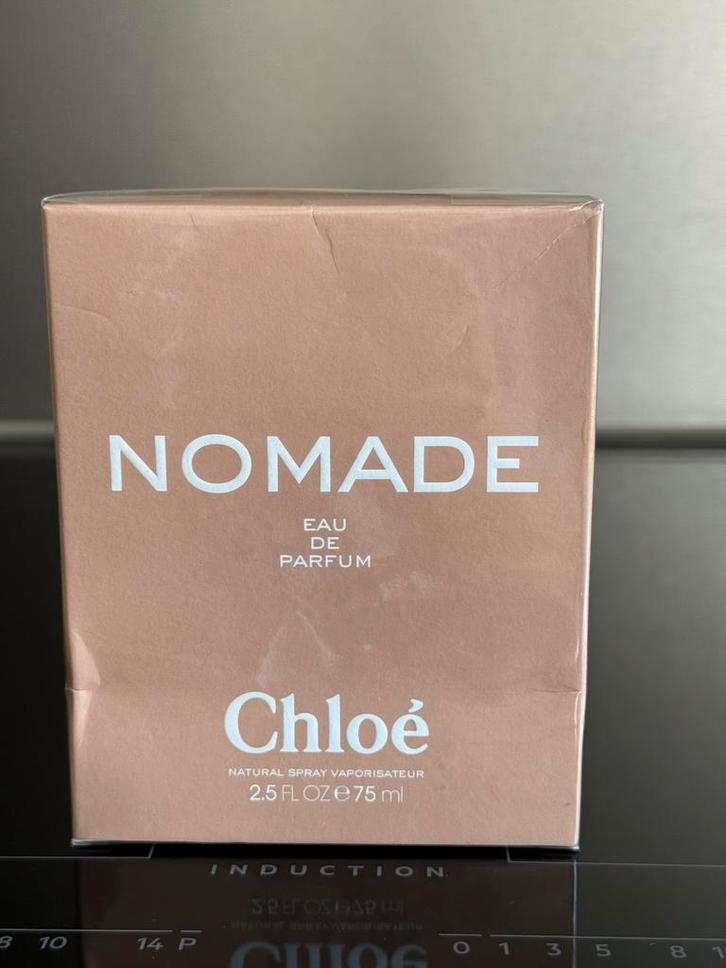 NOMADE
EAU
DE
PARFUM
Chloé
NATURAL SPRAY VAPORISATEUR
2.5 FL OZ ℮ 75 ml
INDUCTION
8 10 14 P 0 1 3 5 8 1